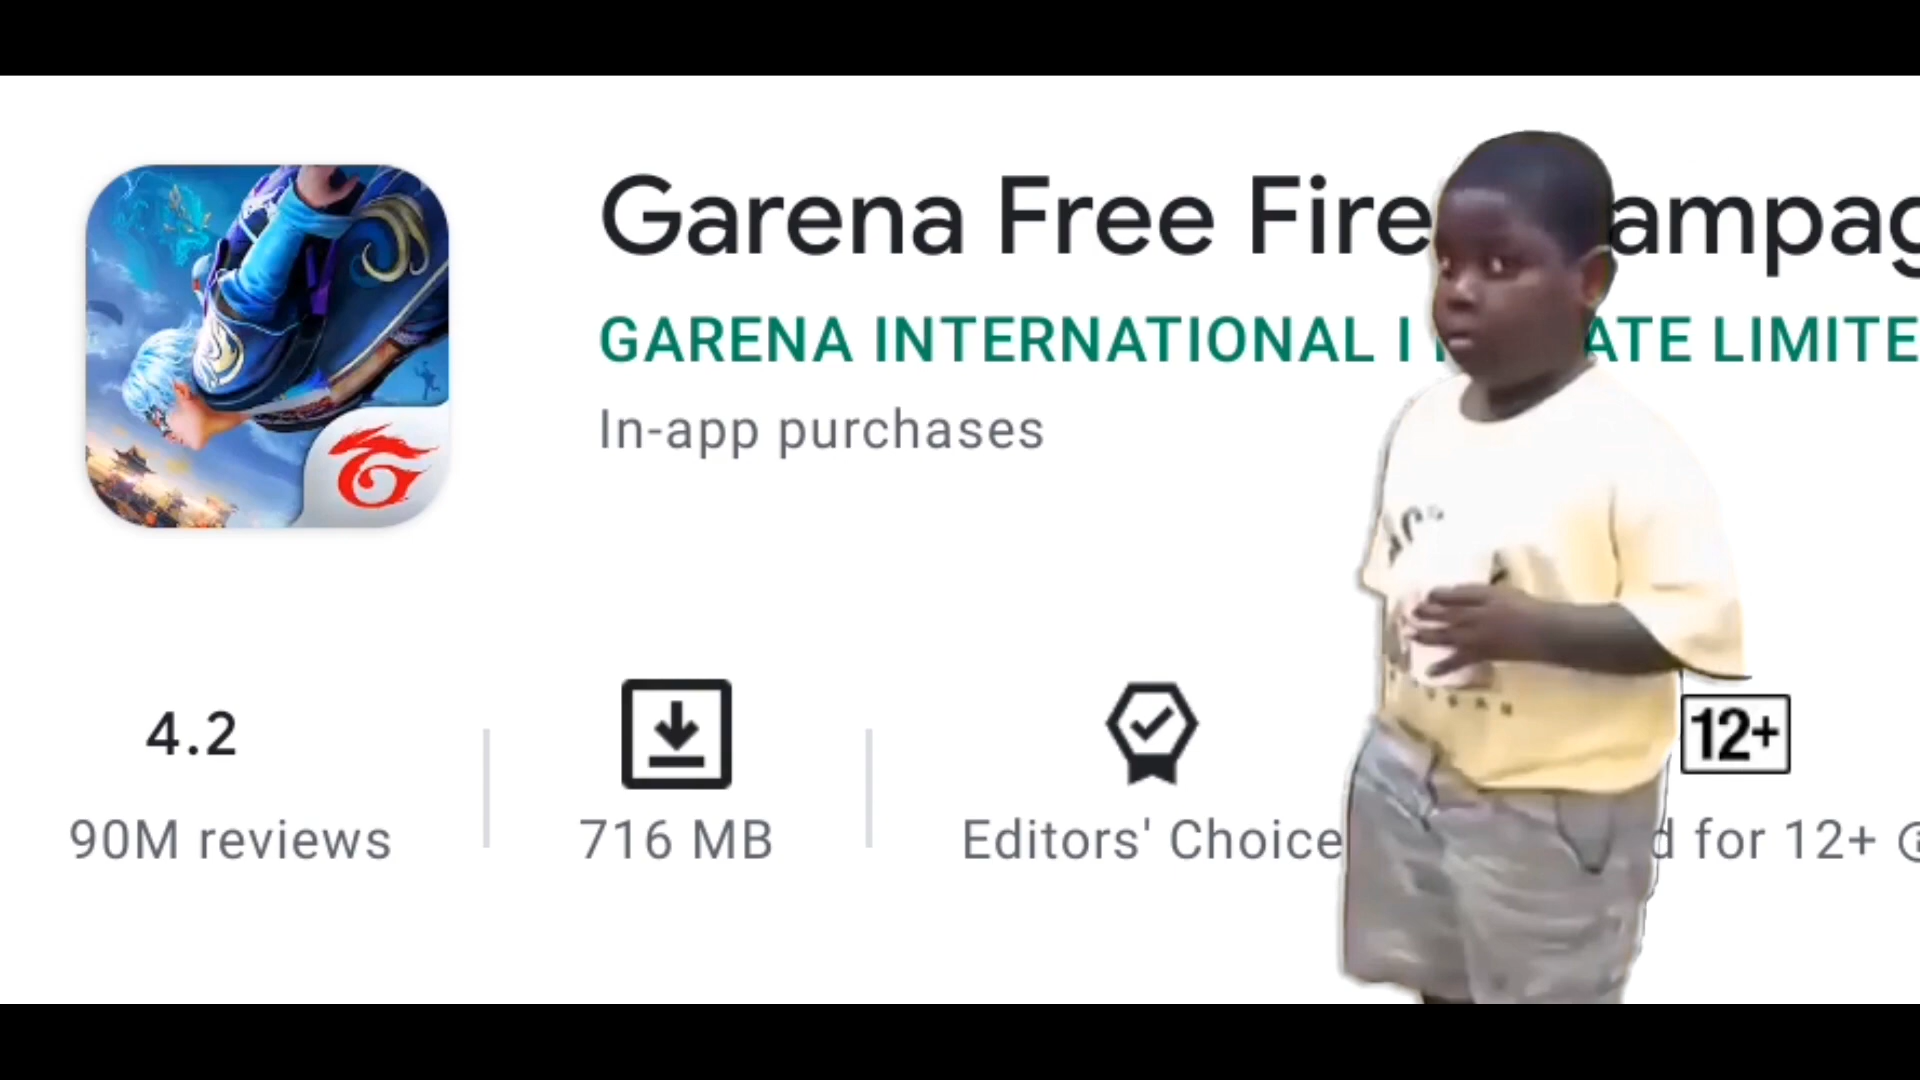 Garena Free Fire ampag
GARENA INTERNATIONAL I ATE LIMITE
In-app purchases
4.2
90M reviews
716 MB
Editors' Choice
12+
d for 12+